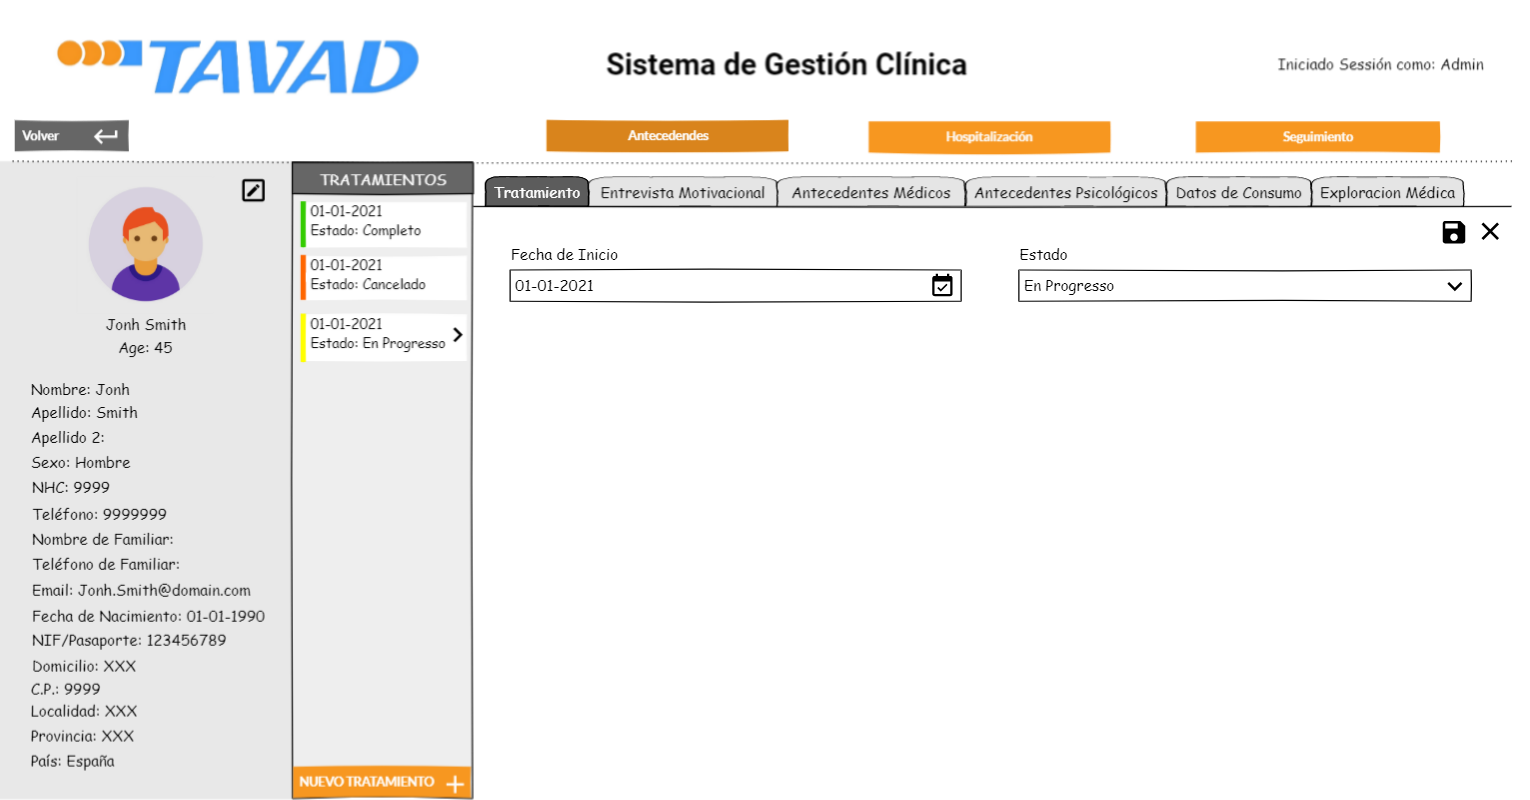 TAVAD
Sistema de Gestión Clínica
Iniciado Sessión como: Admin
Volver
Antecedendes
Hospitalización
Seguimiento
Jonh Smith
Age: 45
Nombre: Jonh
Apellido: Smith
Apellido 2:
Sexo: Hombre
NHC: 9999
Teléfono: 9999999
Nombre de Familiar:
Teléfono de Familiar:
Email: Jonh.Smith@domain.com
Fecha de Nacimiento: 01-01-1990
NIF/Pasaporte: 123456789
Domicilio: XXX
C.P.: 9999
Localidad: XXX
Provincia: XXX
País: España
TRATAMIENTOS
01-01-2021
Estado: Completo
01-01-2021
Estado: Cancelado
01-01-2021
Estado: En Progresso
NUEVO TRATAMIENTO
Tratamiento
Entrevista Motivacional
Antecedentes Médicos
Antecedentes Psicológicos
Datos de Consumo
Exploracion Médica
Fecha de Inicio
01-01-2021
Estado
En Progresso